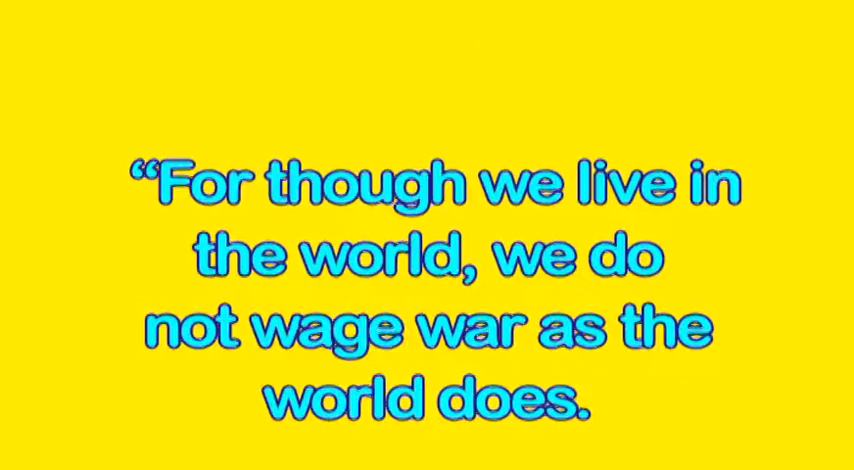 “For though we live in
the world, we do
not wage war as the
world does.